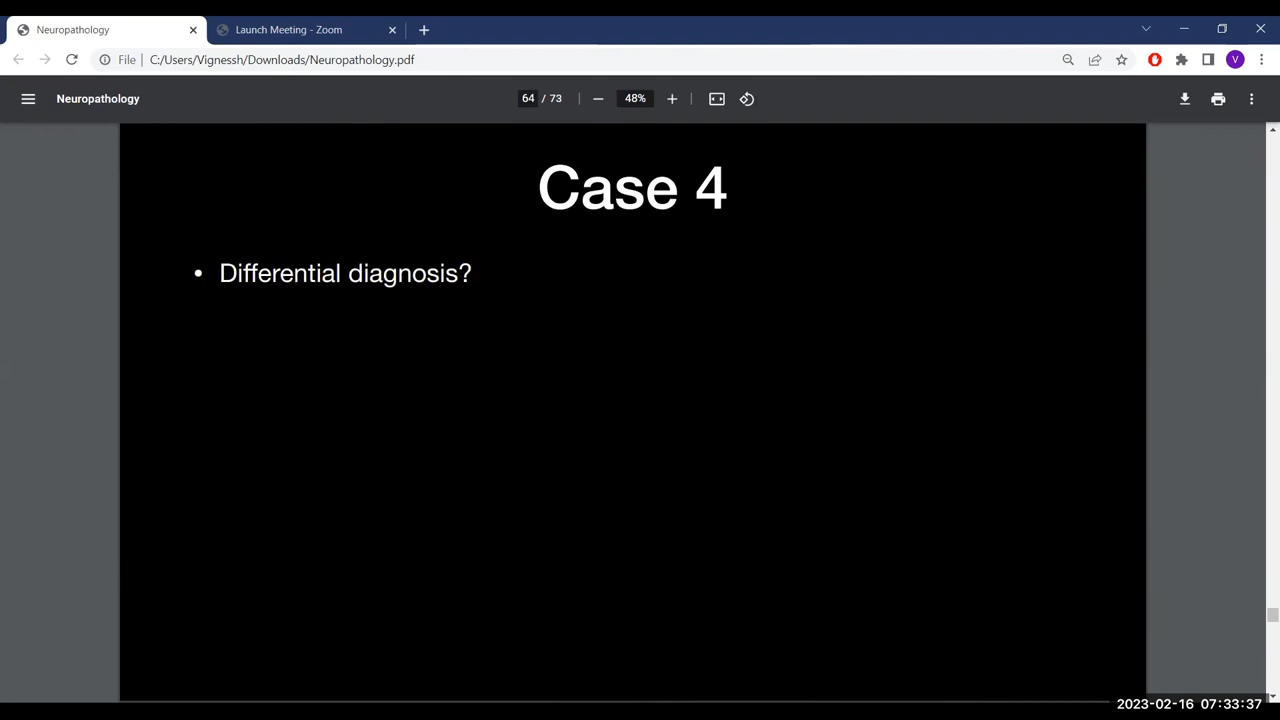 Neuropathology
Launch Meeting - Zoom
File
C:/Users/Vignessh/Downloads/Neuropathology.pdf
V
Neuropathology
64 / 73
48%
Case 4
• Differential diagnosis?
2023-02-16 07:33:37